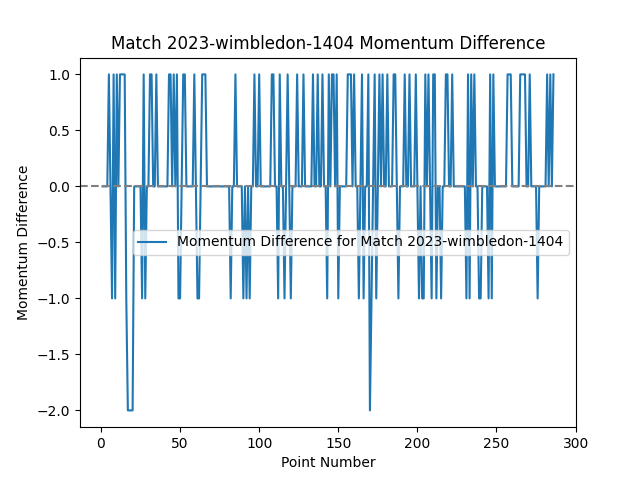 Match 2023-wimbledon-1404 Momentum Difference
1.0
0.5
0.0
−0.5
−1.0
−1.5
−2.0
Momentum Difference
Momentum Difference for Match 2023-wimbledon-1404
0 50 100 150 200 250 300
Point Number